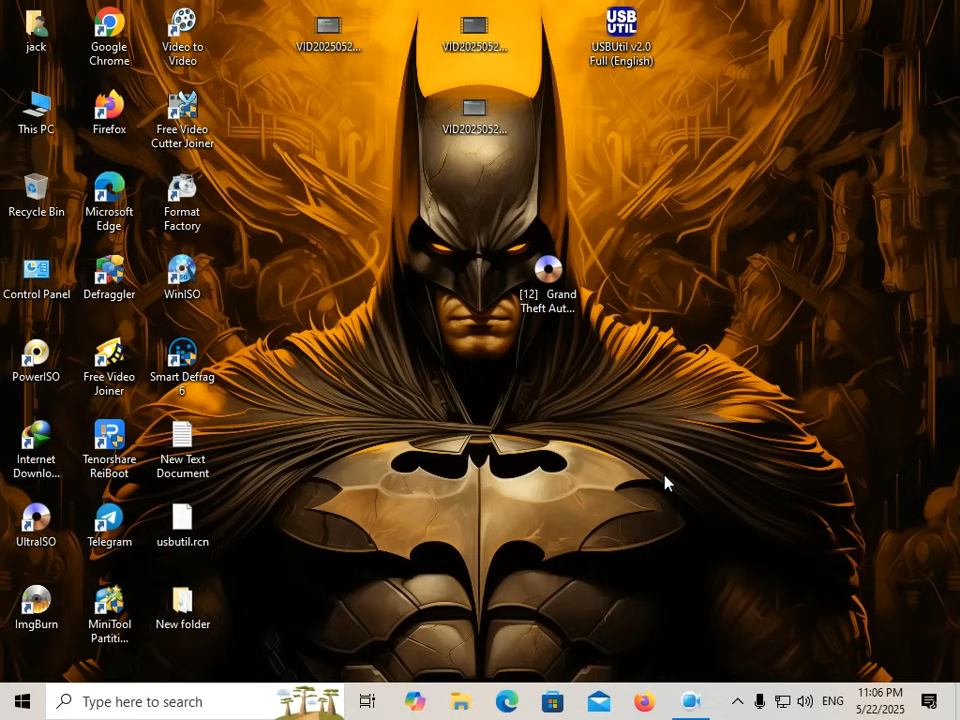 jack
Google
Chrome
Video to
Video
VID2025052...
VID2025052...
USB
UTIL
USBUtil v2.0
Full (English)
This PC
Firefox
Free Video
Cutter Joiner
VID2025052...
Recycle Bin
Microsoft
Edge
Format
Factory
Control Panel
Defraggler
WinISO
[12] Grand
Theft Aut...
PowerISO
Free Video
Joiner
Smart Defrag
6
Internet
Downlo...
Tenorshare
ReiBoot
New Text
Document
UltraISO
Telegram
usbutil.rcn
ImgBurn
MiniTool
Partiti...
New folder
Type here to search
ENG
11:06 PM
5/22/2025